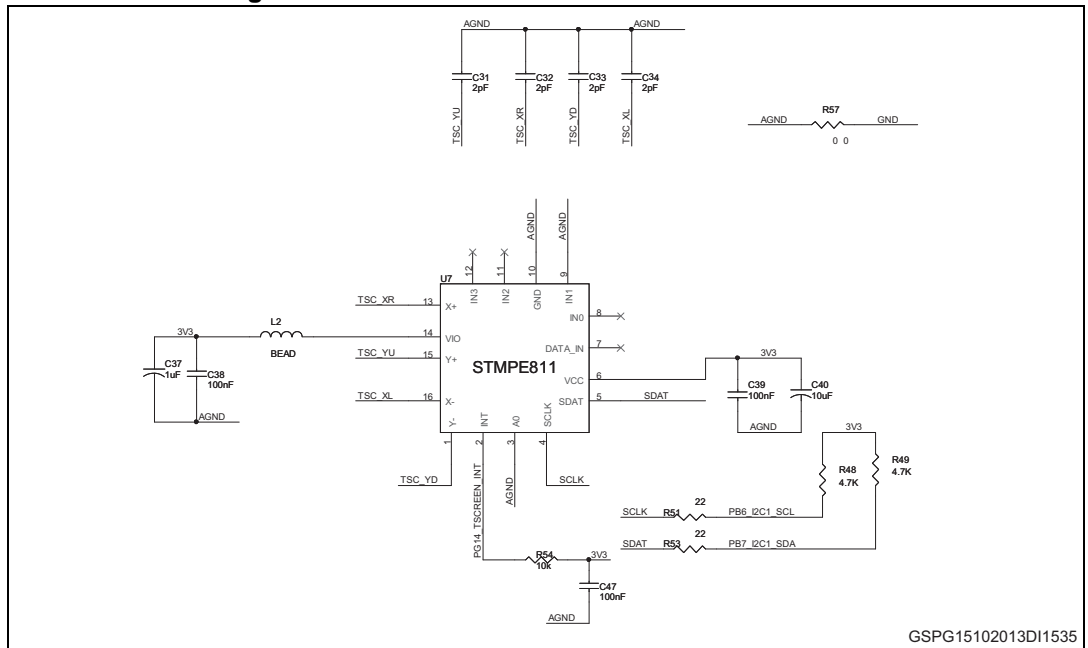 AGND AGND
C31 C32 C33 C34
2pF 2pF 2pF 2pF
TSC_YU TSC_XR TSC_YD TSC_XL
R57
AGND GND
0 0
AGND AGND
12 11 10 9
U7
IN3 IN2 GND IN1
TSC_XR 13 X+
IN0 8
L2
3V3 14 VIO
BEAD
DATA_IN 7
TSC_YU 15 Y+
STMPE811
3V3
C37
1uF
C38
100nF
VCC 6
C39
100nF
C40
10uF
TSC_XL 16 X-
SDAT 5 SDAT
AGND
Y- INT A0 SCLK
1 2 3 4
AGND
3V3
TSC_YD
PG14_TSCREEN_INT
AGND
SCLK
R48
4.7K
R49
4.7K
22
SCLK R51 PB6_I2C1_SCL
22
SDAT R53 PB7_I2C1_SDA
R54
10k
3V3
C47
100nF
AGND
GSPG15102013DI1535